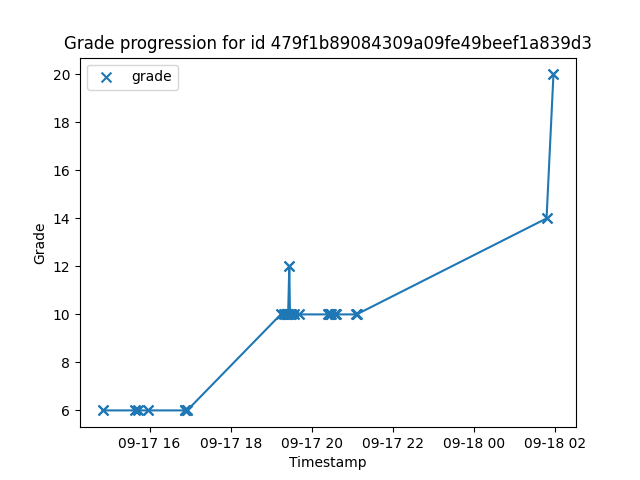 Grade progression for id 479f1b89084309a09fe49beef1a839d3
grade
20
18
16
14
12
10
8
6
Grade
09-17 16 09-17 18 09-17 20 09-17 22 09-18 00 09-18 02
Timestamp